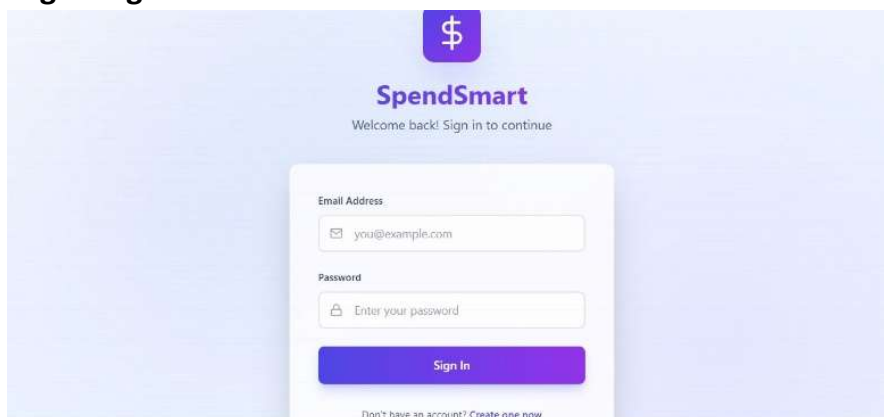 $
SpendSmart
Welcome back! Sign in to continue
Email Address
you@example.com
Password
Enter your password
Sign In
Don't have an account? Create one now